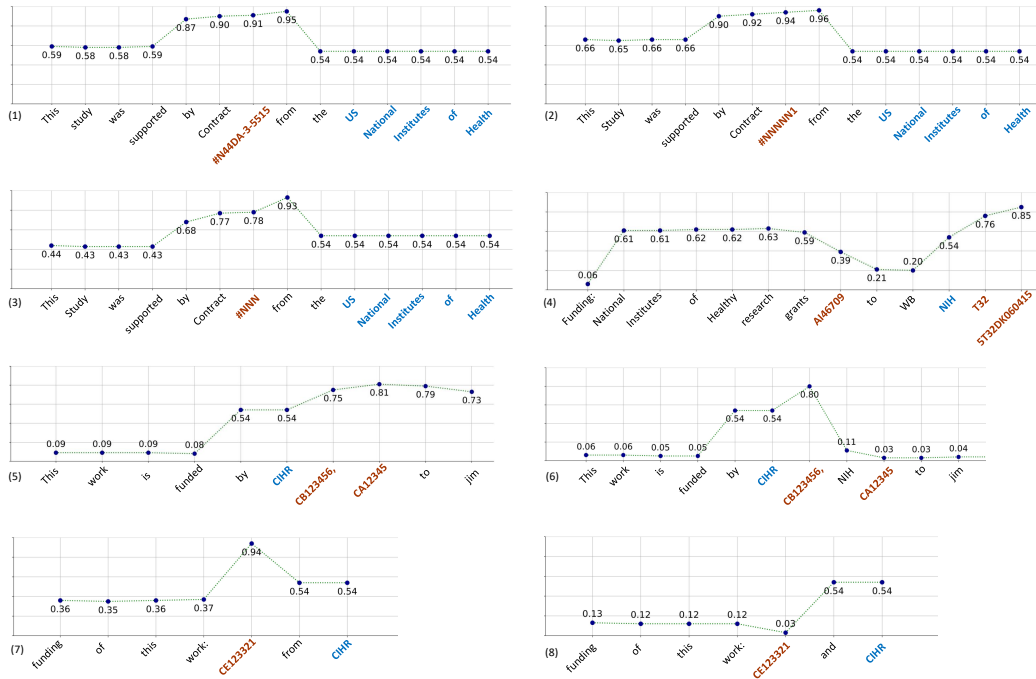 0.59 0.58 0.58 0.59 0.87 0.90 0.91 0.95 0.54 0.54 0.54 0.54 0.54 0.54
(1) This study was supported by Contract #N44DA-3-5515 from the US National Institutes of Health
0.66 0.65 0.66 0.66 0.90 0.92 0.94 0.96 0.54 0.54 0.54 0.54 0.54 0.54
(2) This Study was supported by Contract #NNNNN1 from the US National Institutes of Health
0.44 0.43 0.43 0.43 0.68 0.77 0.78 0.93 0.54 0.54 0.54 0.54 0.54 0.54
(3) This Study was supported by Contract #NNN from the US National Institutes of Health
0.06 0.61 0.61 0.62 0.62 0.63 0.59 0.39 0.21 0.20 0.54 0.76 0.85
(4) Funding: National Institutes of Healthy research grants AI46709 to WB NIH T32 5T32DK060415
0.09 0.09 0.09 0.08 0.54 0.54 0.75 0.81 0.79 0.73
(5) This work is funded by CIHR CB123456, CA12345 to jim
0.06 0.06 0.05 0.05 0.54 0.54 0.80 0.11 0.03 0.03 0.04
(6) This work is funded by CIHR CB123456, NIH CA12345 to jim
0.36 0.35 0.36 0.37 0.94 0.54 0.54
(7) funding of this work: CE123321 from CIHR
0.13 0.12 0.12 0.12 0.03 0.54 0.54
(8) funding of this work: CE123321 and CIHR